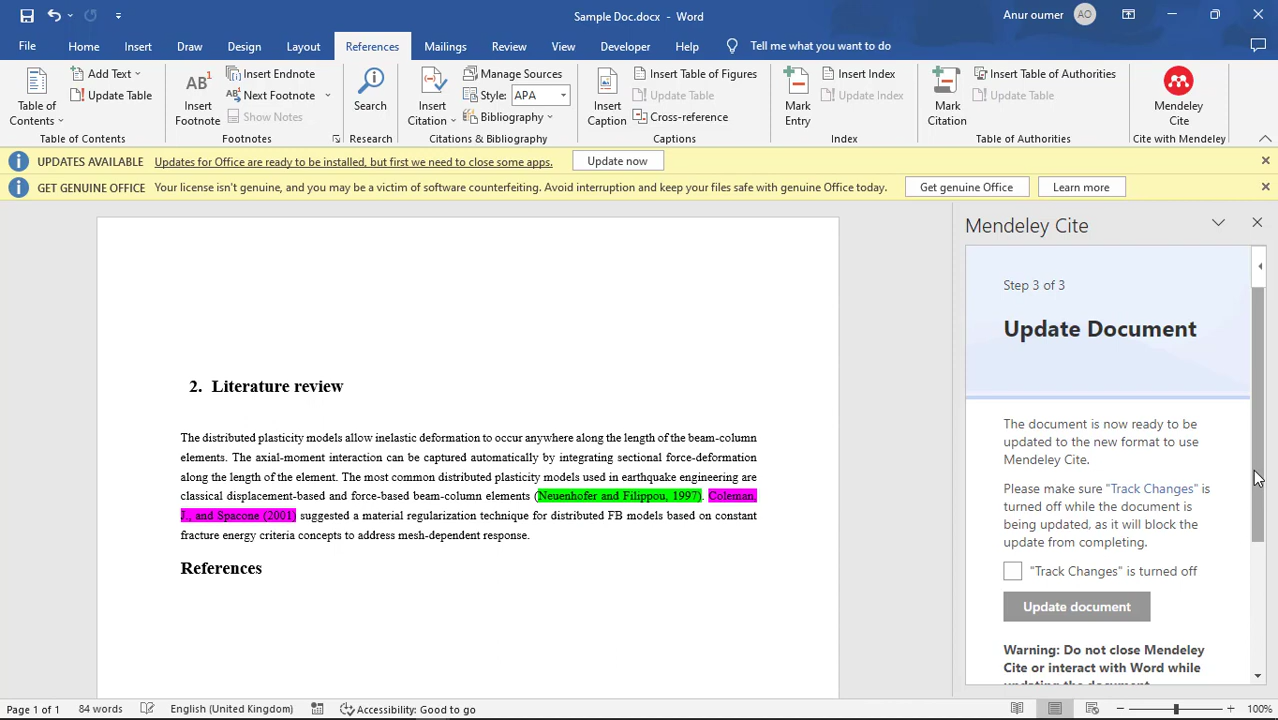 Sample Doc.docx - Word
Anur oumer AO
File Home Insert Draw Design Layout References Mailings Review View Developer Help Tell me what you want to do
Table of Contents
Add Text
Update Table
Table of Contents
AB1
Insert Footnote
Insert Endnote
Next Footnote
Show Notes
Footnotes
Search
Research
Insert Citation
Manage Sources
Style: APA
Bibliography
Citations & Bibliography
Insert Caption
Insert Table of Figures
Update Table
Cross-reference
Captions
Mark Entry
Insert Index
Update Index
Index
Mark Citation
Insert Table of Authorities
Update Table
Table of Authorities
Mendeley Cite
Cite with Mendeley
UPDATES AVAILABLE Updates for Office are ready to be installed, but first we need to close some apps. Update now
GET GENUINE OFFICE Your license isn't genuine, and you may be a victim of software counterfeiting. Avoid interruption and keep your files safe with genuine Office today. Get genuine Office Learn more
2. Literature review
The distributed plasticity models allow inelastic deformation to occur anywhere along the length of the beam-column
elements. The axial-moment interaction can be captured automatically by integrating sectional force-deformation
along the length of the element. The most common distributed plasticity models used in earthquake engineering are
classical displacement-based and force-based beam-column elements (Neuenhofer and Filippou, 1997). Coleman,
J., and Spacone (2001) suggested a material regularization technique for distributed FB models based on constant
fracture energy criteria concepts to address mesh-dependent response.
References
Mendeley Cite
Step 3 of 3
Update Document
The document is now ready to be
updated to the new format to use
Mendeley Cite.
Please make sure "Track Changes" is
turned off while the document is
being updated, as it will block the
update from completing.
"Track Changes" is turned off
Update document
Warning: Do not close Mendeley
Cite or interact with Word while
updating the document
Page 1 of 1 84 words English (United Kingdom) Accessibility: Good to go 100%